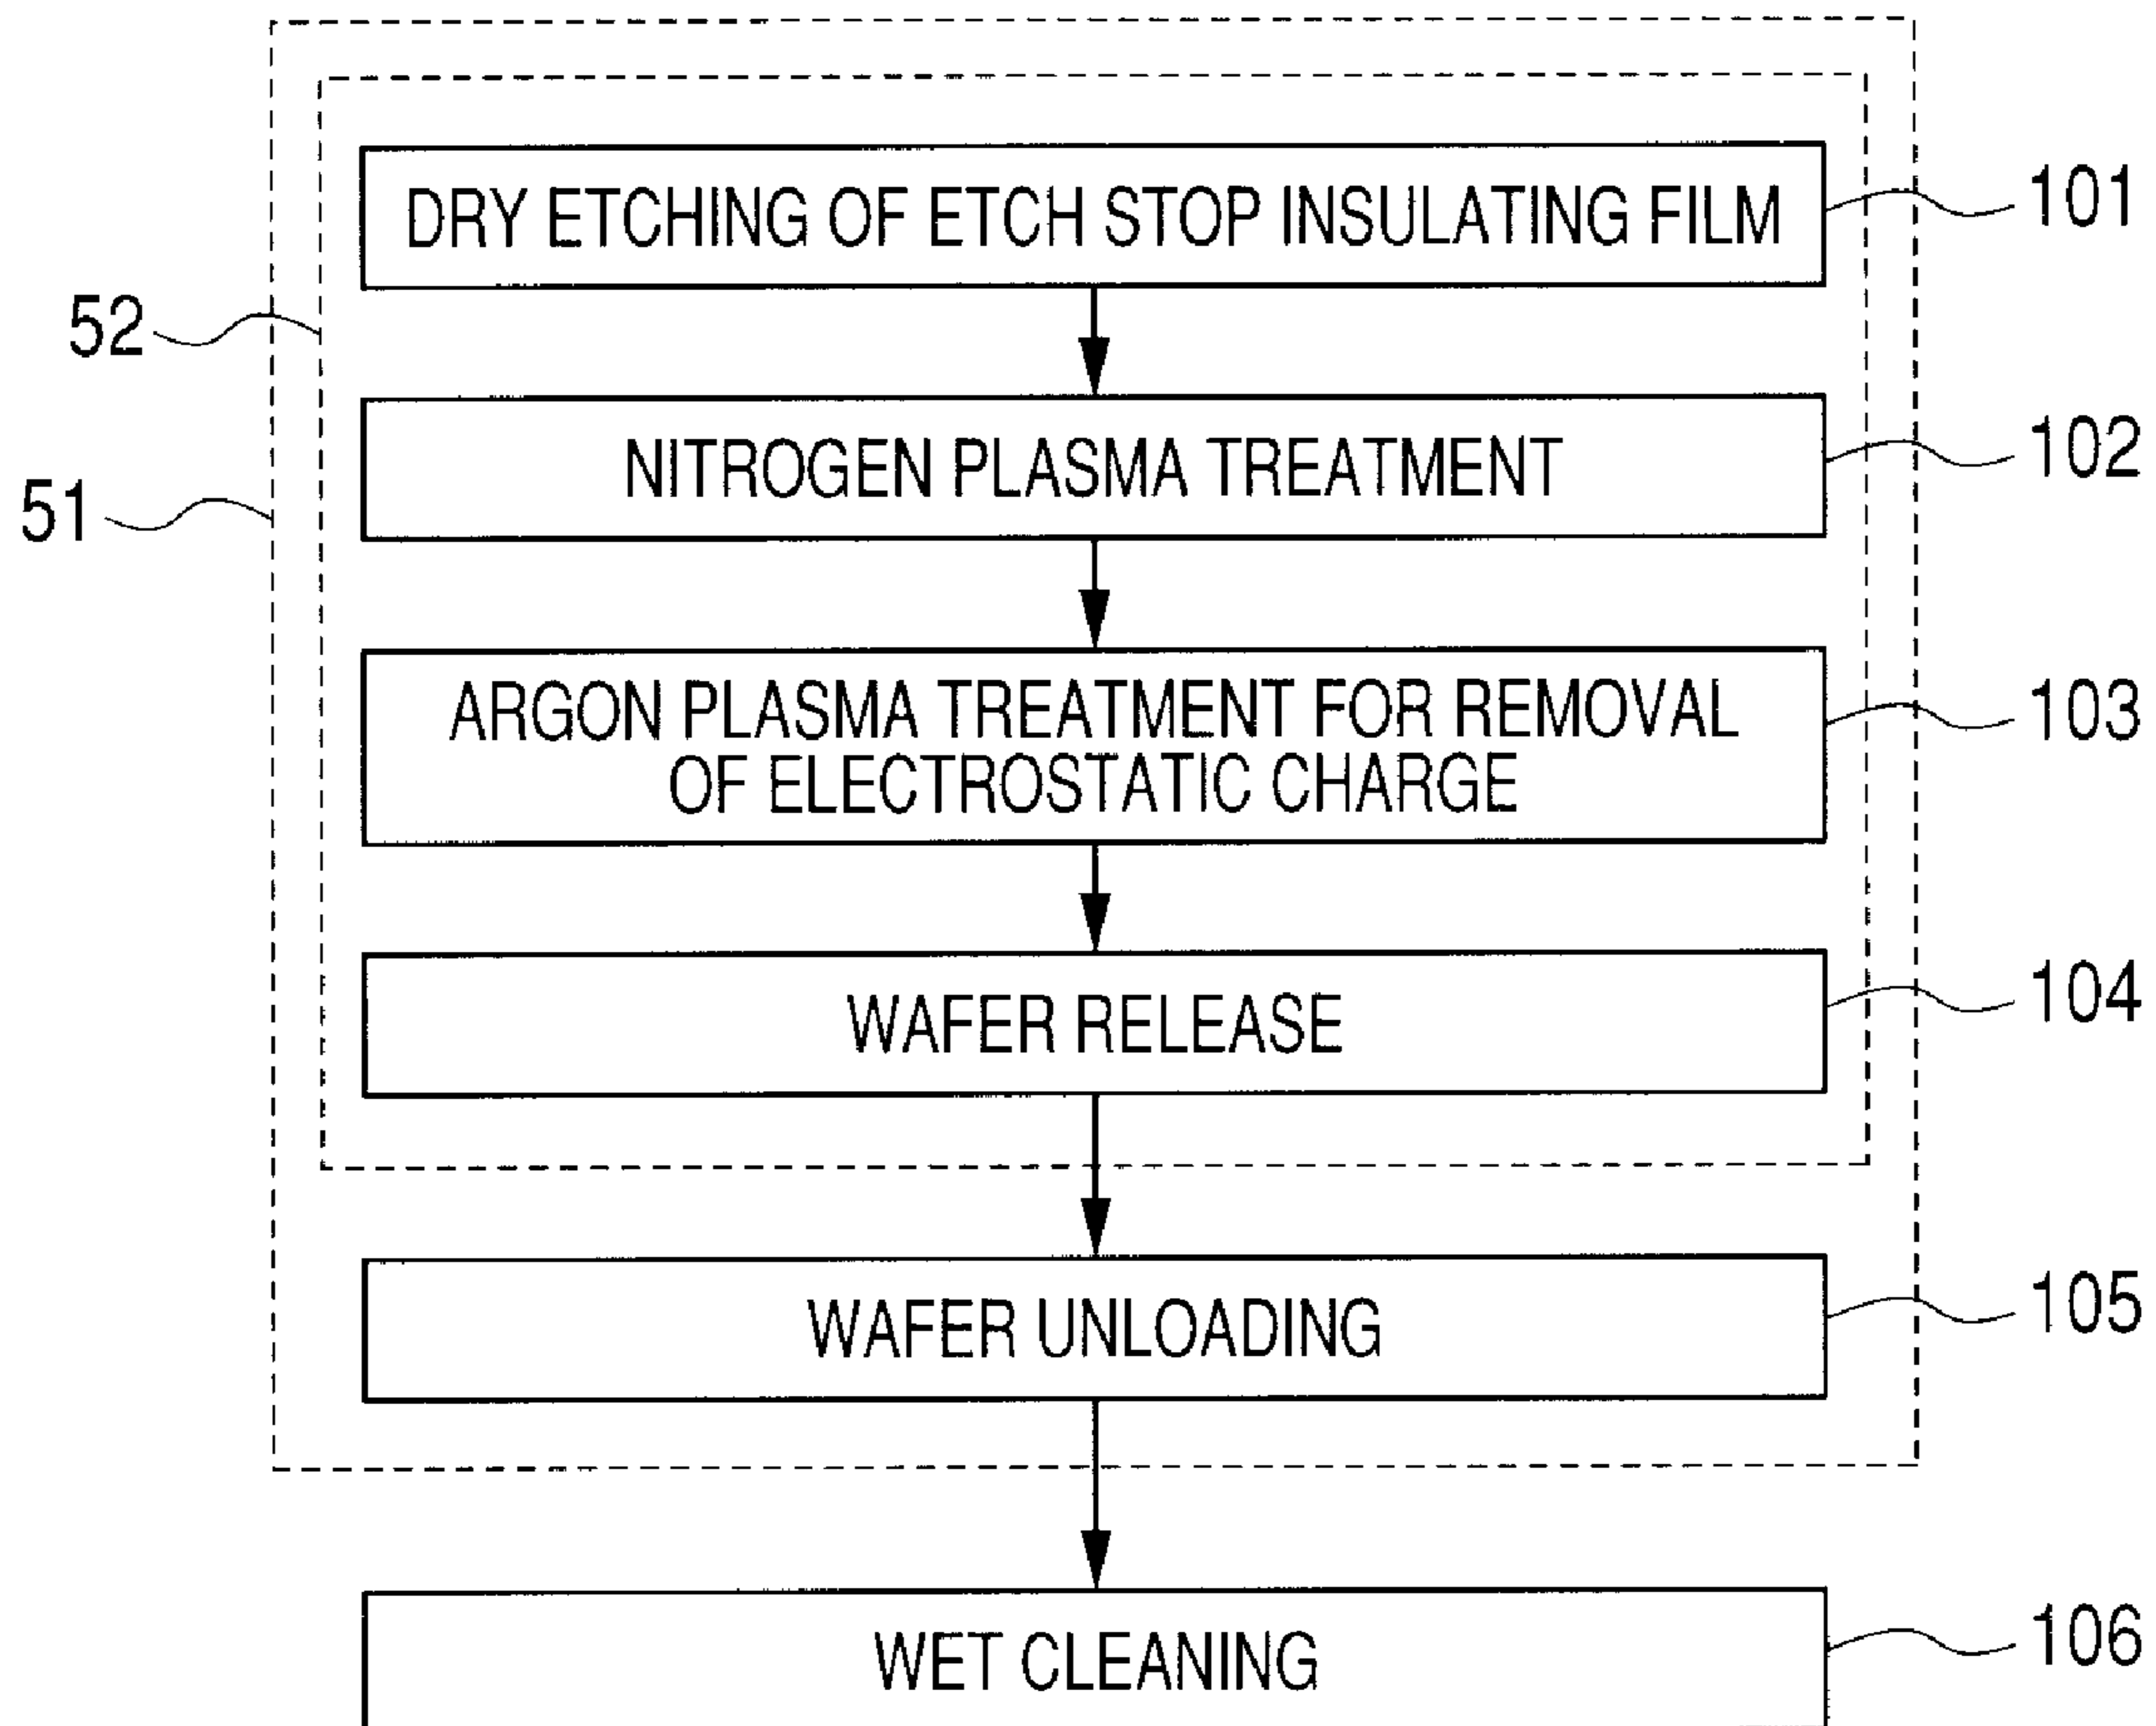 DRY ETCHING OF ETCH STOP INSULATING FILM
101
52
NITROGEN PLASMA TREATMENT
102
51
ARGON PLASMA TREATMENT FOR REMOVAL
OF ELECTROSTATIC CHARGE
103
WAFER RELEASE
104
WAFER UNLOADING
105
WET CLEANING
106